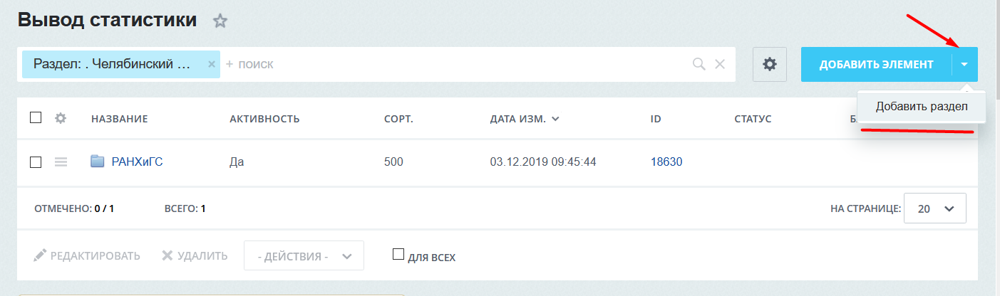 Вывод статистики
Раздел: . Челябинский ... × + поиск
ДОБАВИТЬ ЭЛЕМЕНТ
Добавить раздел
НАЗВАНИЕ АКТИВНОСТЬ СОРТ. ДАТА ИЗМ. ID СТАТУС
РАНХиГС Да 500 03.12.2019 09:45:44 18630
ОТМЕЧЕНО: 0 / 1 ВСЕГО: 1 НА СТРАНИЦЕ: 20
РЕДАКТИРОВАТЬ УДАЛИТЬ - ДЕЙСТВИЯ - ДЛЯ ВСЕХ